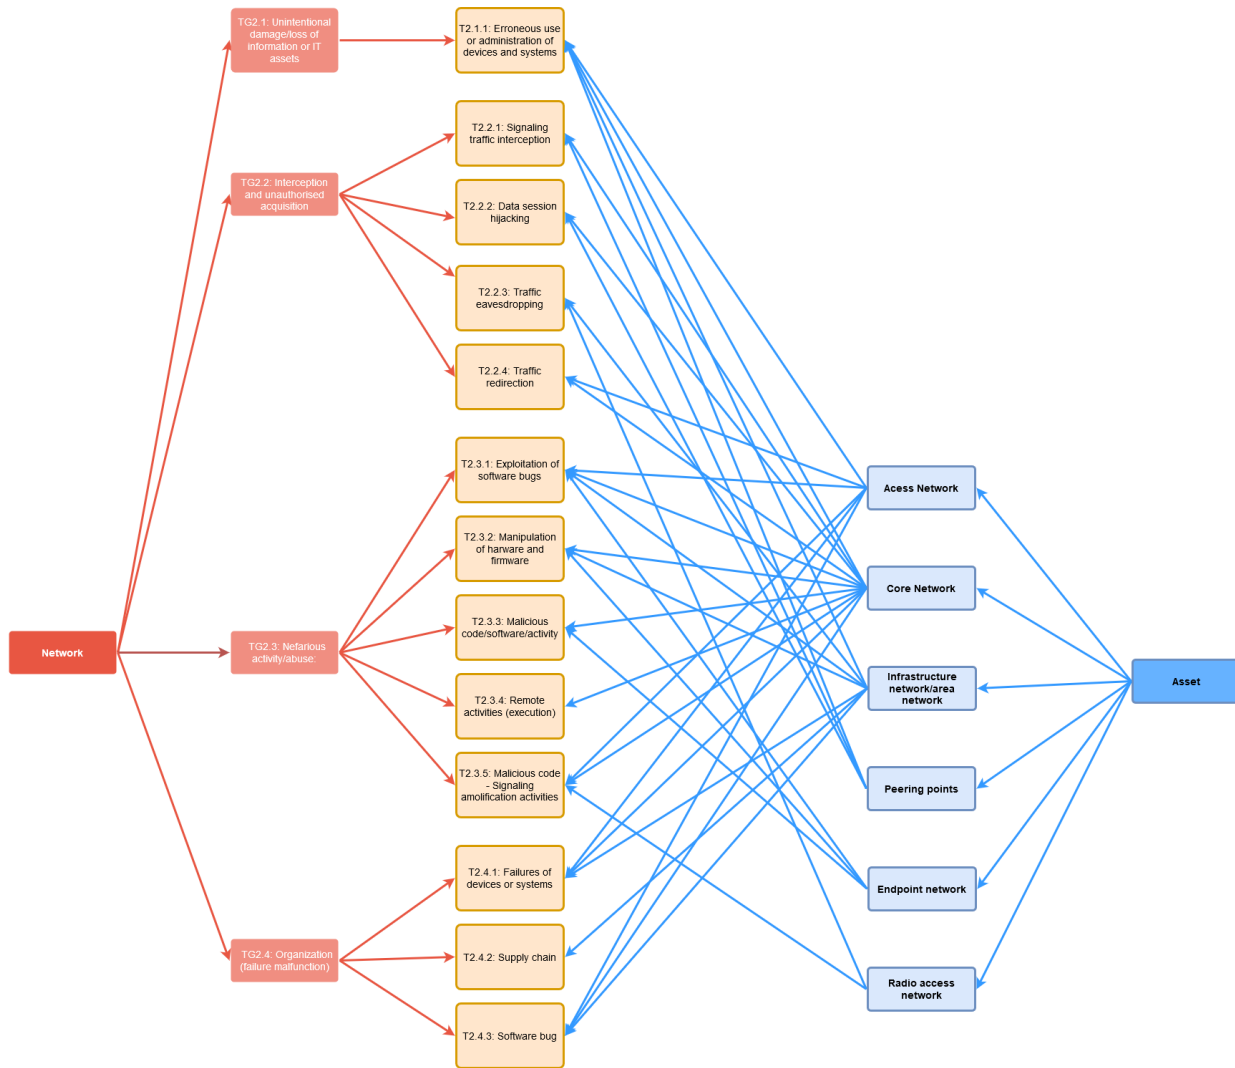 TG2.1: Unintentional
damage/loss of
information or IT
assets
T2.1.1: Erroneous use
or administration of
devices and systems
T2.2.1: Signaling
traffic interception
TG2.2: Interception
and unauthorised
acquisition
T2.2.2: Data session
hijacking
T2.2.3: Traffic
eavesdropping
T2.2.4: Traffic
redirection
T2.3.1: Exploitation of
software bugs
Acess Network
T2.3.2: Manipulation
of harware and
firmware
Core Network
T2.3.3: Malicious
code/software/activity
Network
TG2.3: Nefarious
activity/abuse:
T2.3.4: Remote
activities (execution)
Infrastructure
network/area
network
Asset
T2.3.5: Malicious code
- Signaling
amolification activities
Peering points
T2.4.1: Failures of
devices or systems
Endpoint network
TG2.4: Organization
(failure malfunction)
T2.4.2: Supply chain
Radio access
network
T2.4.3: Software bug